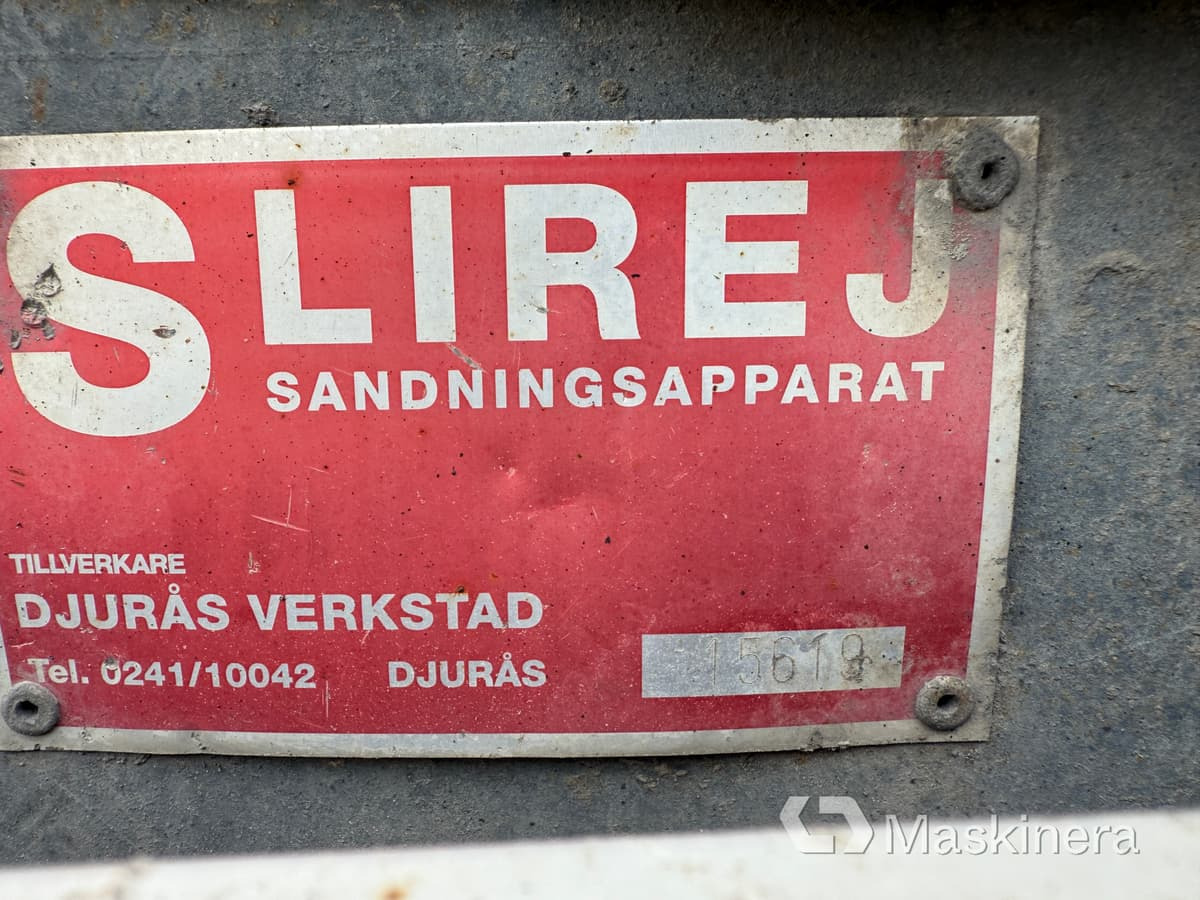 SLIREJ
SANDNINGSAPPARAT
TILLVERKARE
DJURÅS VERKSTAD
Tel. 0241/10042 DJURÅS
15619
Maskinera